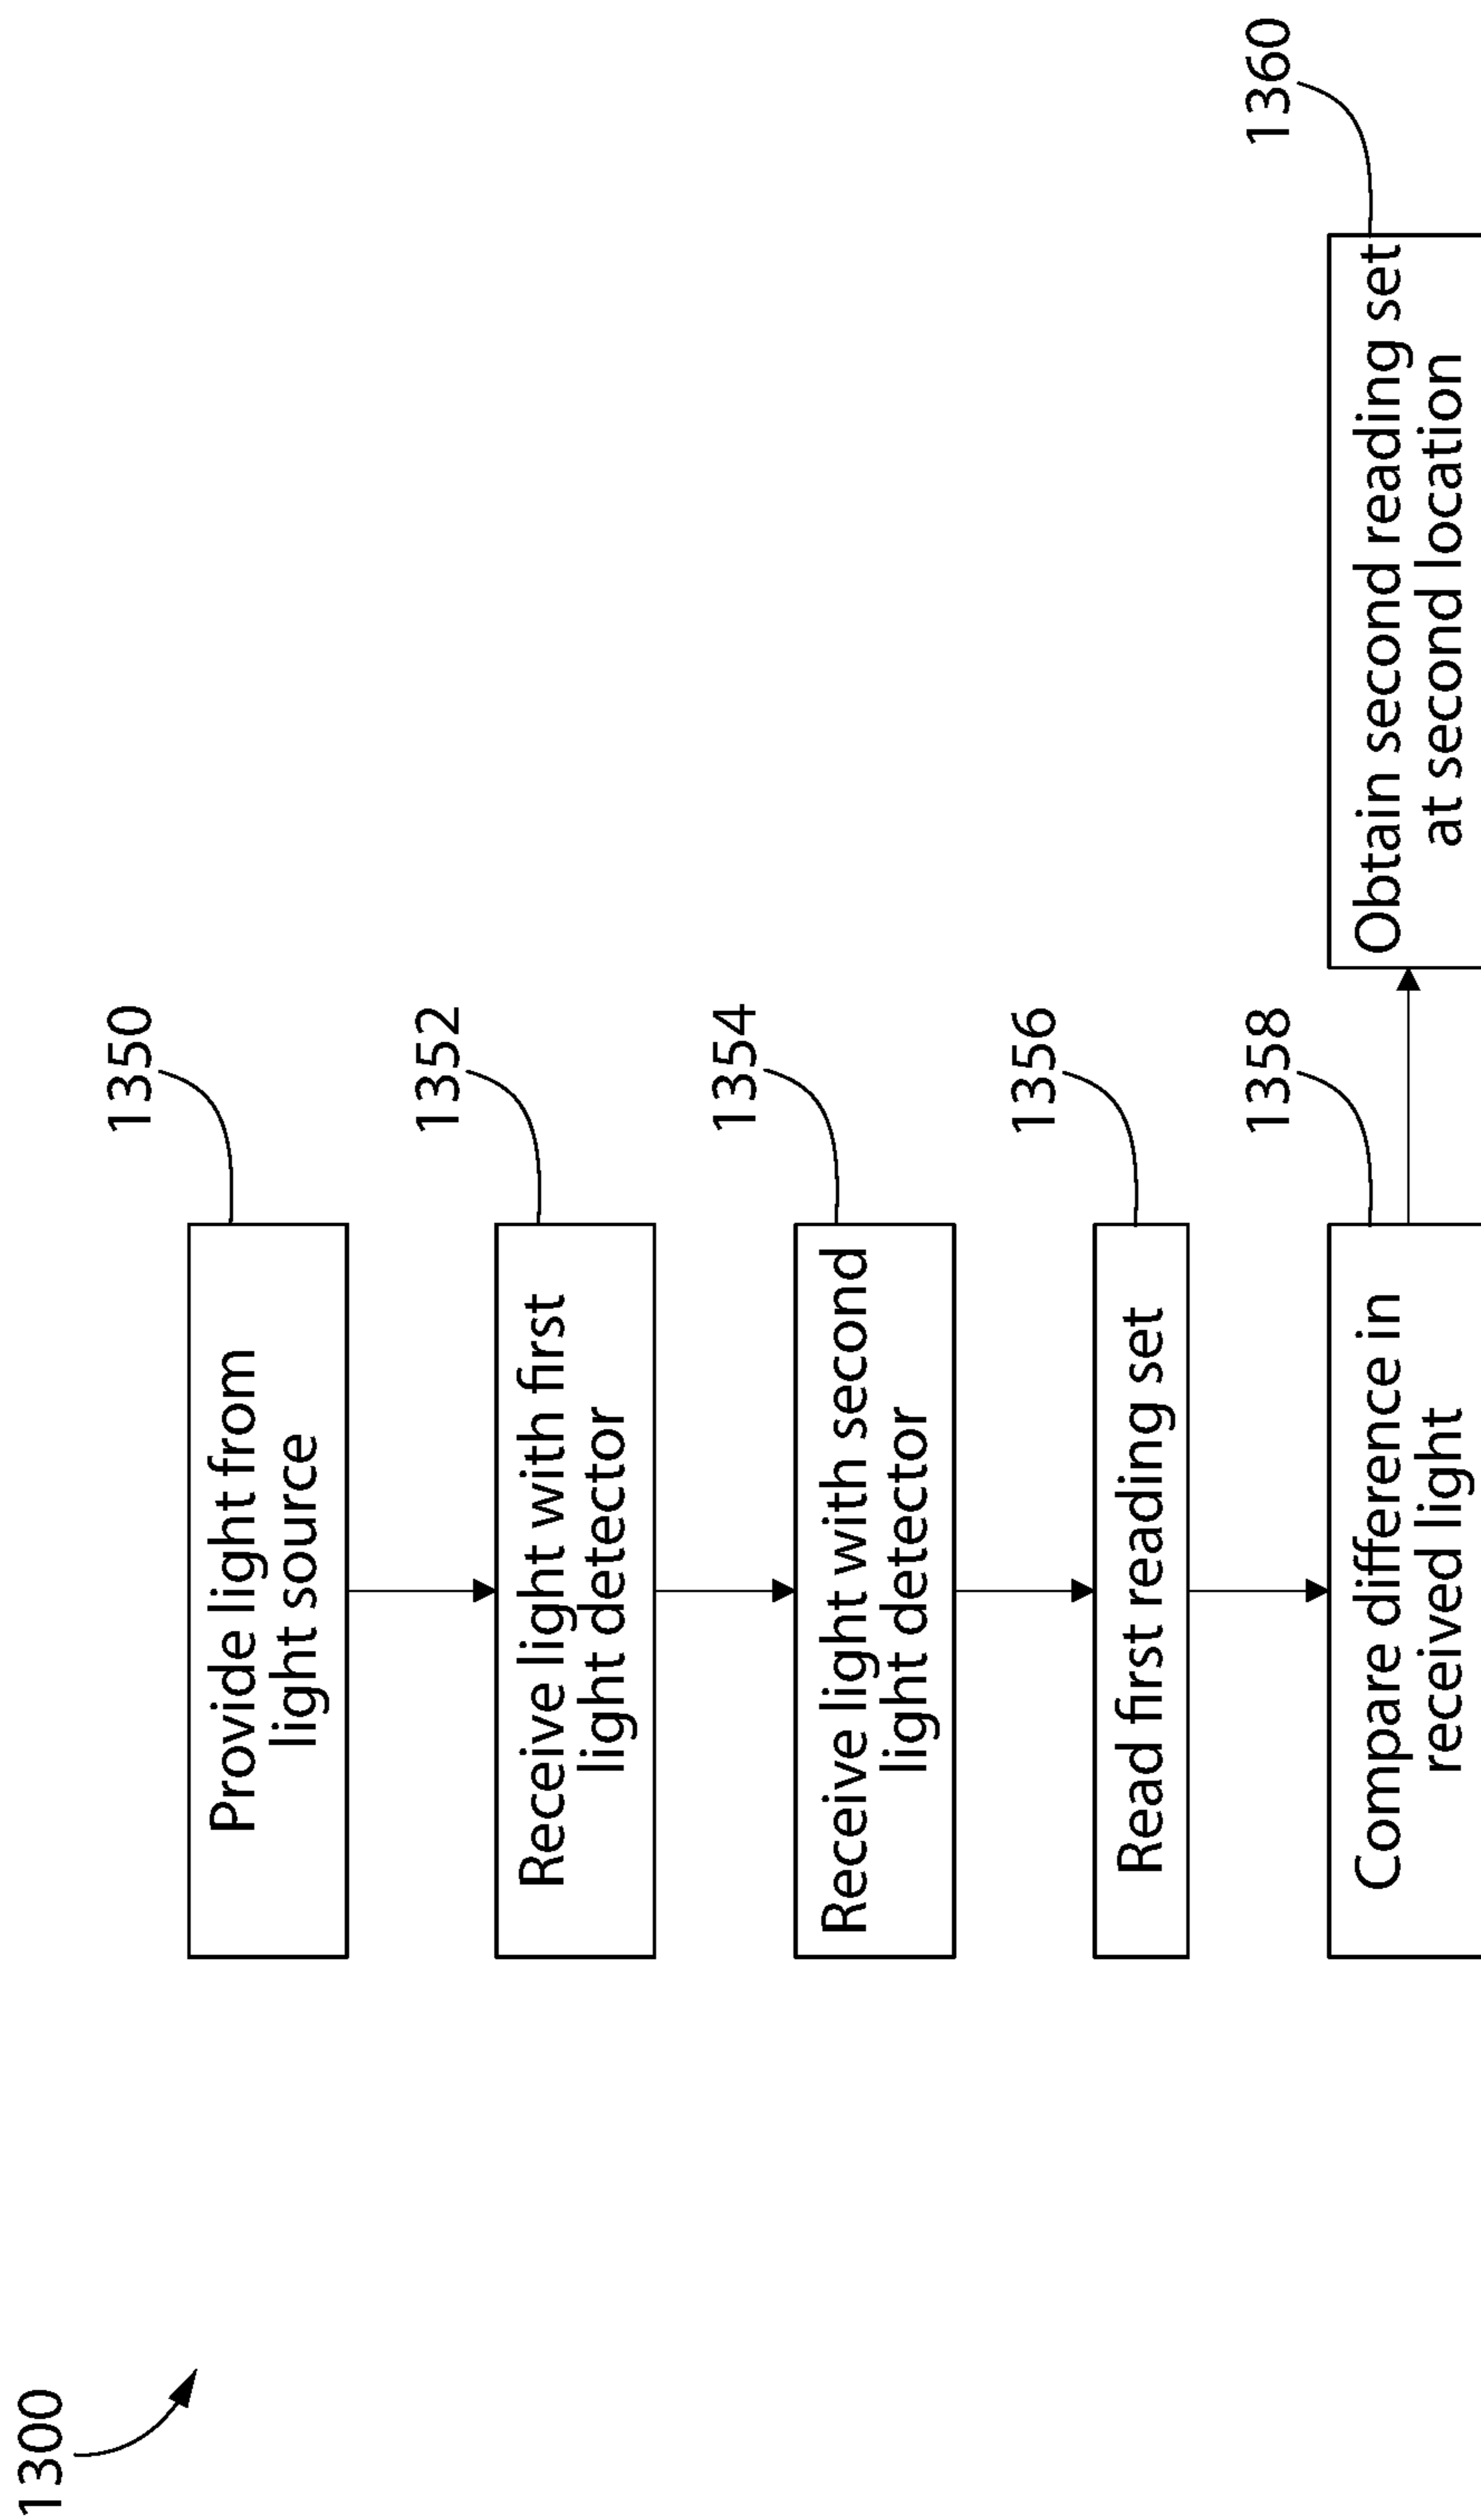 1300
1350
Provide light from
light source
1352
Receive light with first
light detector
1354
Receive light with second
light detector
1356
Read first reading set
1358
Compare difference in
received light
1360
Obtain second reading set
at second location